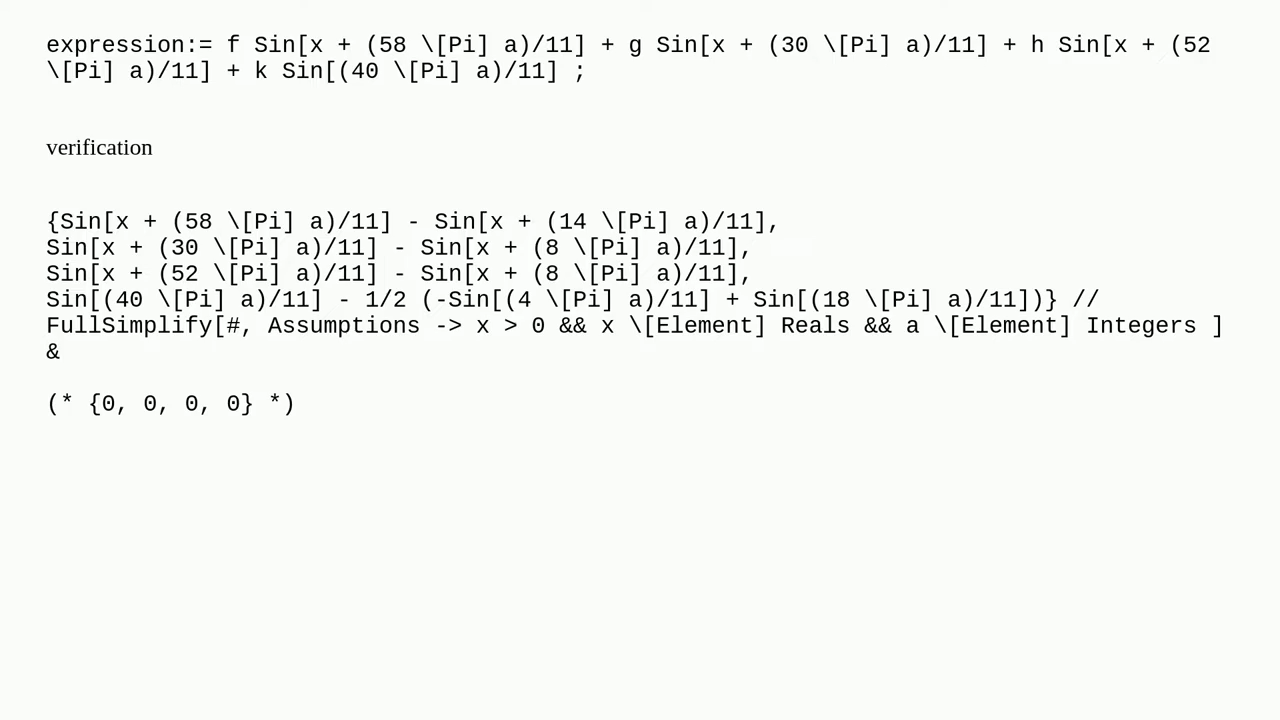 expression:= f Sin[x + (58 \[Pi] a)/11] + g Sin[x + (30 \[Pi] a)/11] + h Sin[x + (52
\[Pi] a)/11] + k Sin[(40 \[Pi] a)/11] ;
verification
{Sin[x + (58 \[Pi] a)/11] - Sin[x + (14 \[Pi] a)/11],
Sin[x + (30 \[Pi] a)/11] - Sin[x + (8 \[Pi] a)/11],
Sin[x + (52 \[Pi] a)/11] - Sin[x + (8 \[Pi] a)/11],
Sin[(40 \[Pi] a)/11] - 1/2 (-Sin[(4 \[Pi] a)/11] + Sin[(18 \[Pi] a)/11])} //
FullSimplify[#, Assumptions -> x > 0 && x \[Element] Reals && a \[Element] Integers ]
&
(* {0, 0, 0, 0} *)